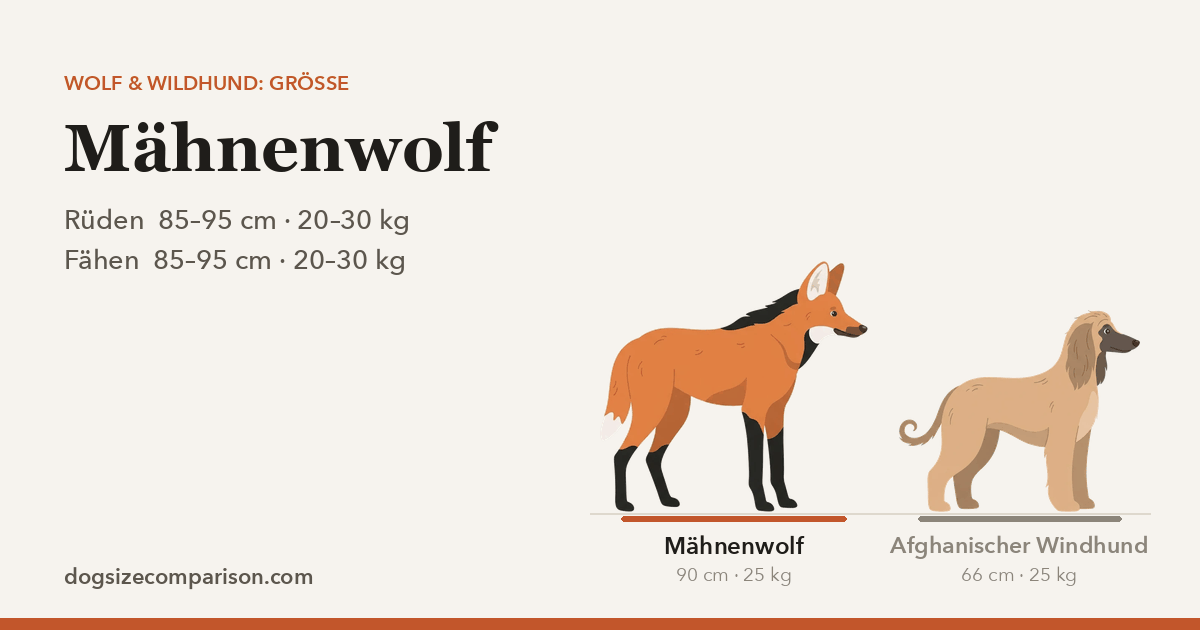 WOLF & WILDHUND: GRÖSSE
Mähnenwolf
Rüden 85–95 cm · 20–30 kg
Fähen 85–95 cm · 20–30 kg
Mähnenwolf
90 cm · 25 kg
Afghanischer Windhund
66 cm · 25 kg
dogsizecomparison.com